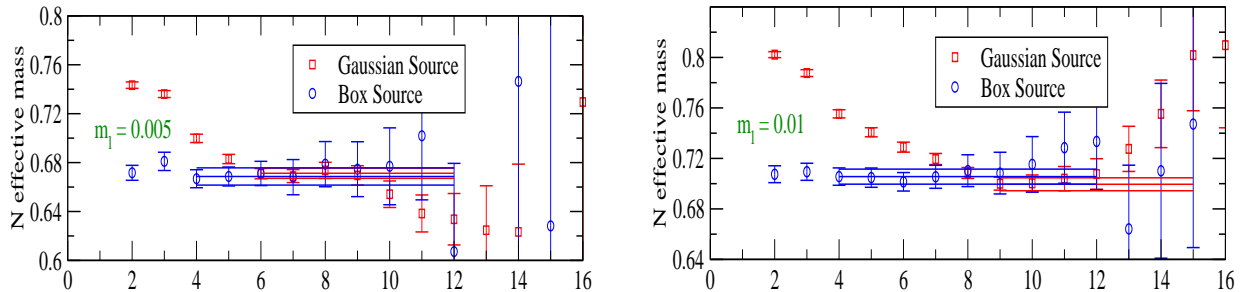 0.8
0.76
0.72
0.68
0.64
0.6
N effective mass
Gaussian Source
Box Source
m_l = 0.005
0 2 4 6 8 10 12 14 16
0.8
0.76
0.72
0.68
0.64
N effective mass
Gaussian Source
Box Source
m_l = 0.01
0 2 4 6 8 10 12 14 16